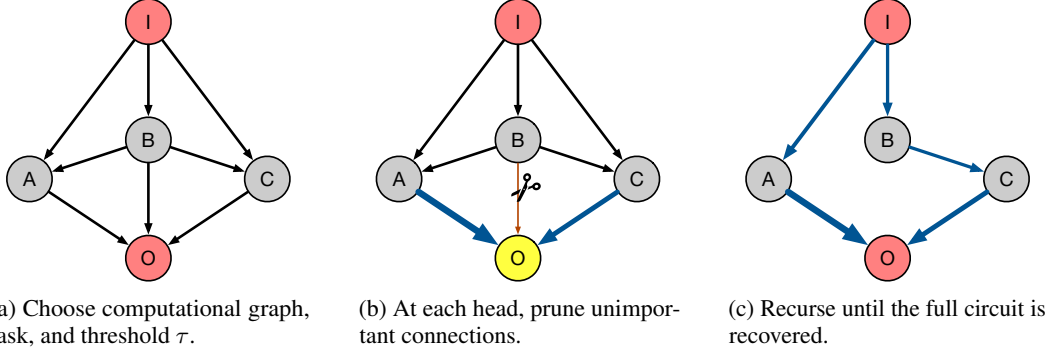 I
B
A
C
O
I
B
A
C
O
I
B
A
C
O
a) Choose computational graph,
ask, and threshold τ.
(b) At each head, prune unimpor-
tant connections.
(c) Recurse until the full circuit is
recovered.